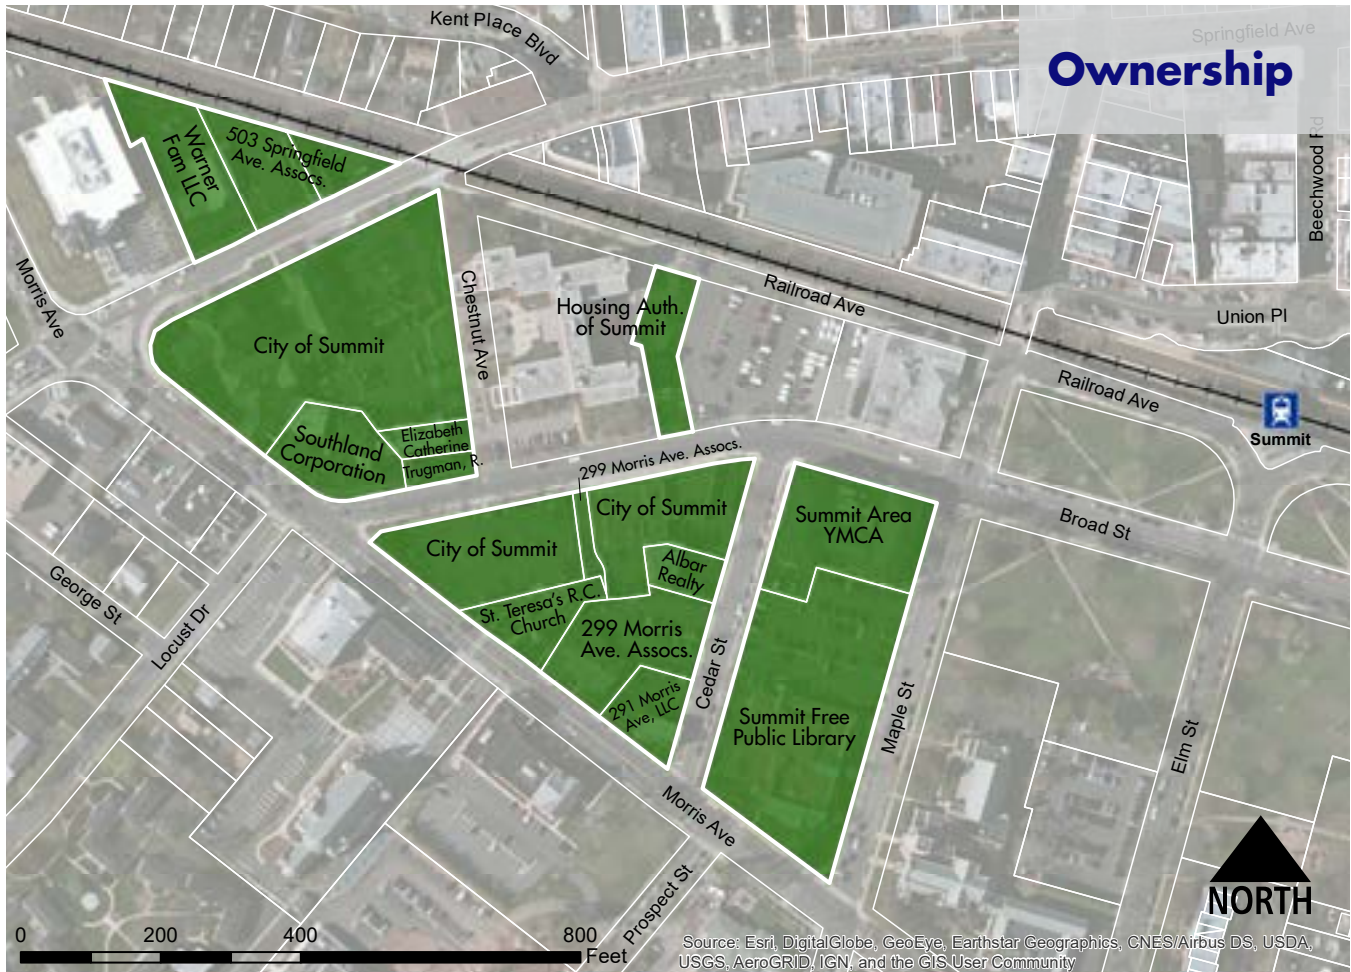 Kent Place Blvd
Springfield Ave
Ownership
Beechwood Rd
Warner
Fam LLC
503 Springfield
Ave. Assocs.
Morris Ave
City of Summit
Chestnut Ave
Housing Auth.
of Summit
Railroad Ave
Union Pl
Railroad Ave
Summit
Southland
Corporation
Elizabeth
Catherine
Trugman, R.
299 Morris Ave. Assocs.
City of Summit
City of Summit
Summit Area
YMCA
Broad St
Albar
Realty
George St
Locust Dr
St. Teresa's R.C.
Church
299 Morris
Ave. Assocs.
291 Morris
Ave, LLC
Cedar St
Summit Free
Public Library
Maple St
Elm St
Morris Ave
Prospect St
NORTH
0 200 400 800
Feet
Source: Esri, DigitalGlobe, GeoEye, Earthstar Geographics, CNES/Airbus DS, USDA,
USGS, AeroGRID, IGN, and the GIS User Community